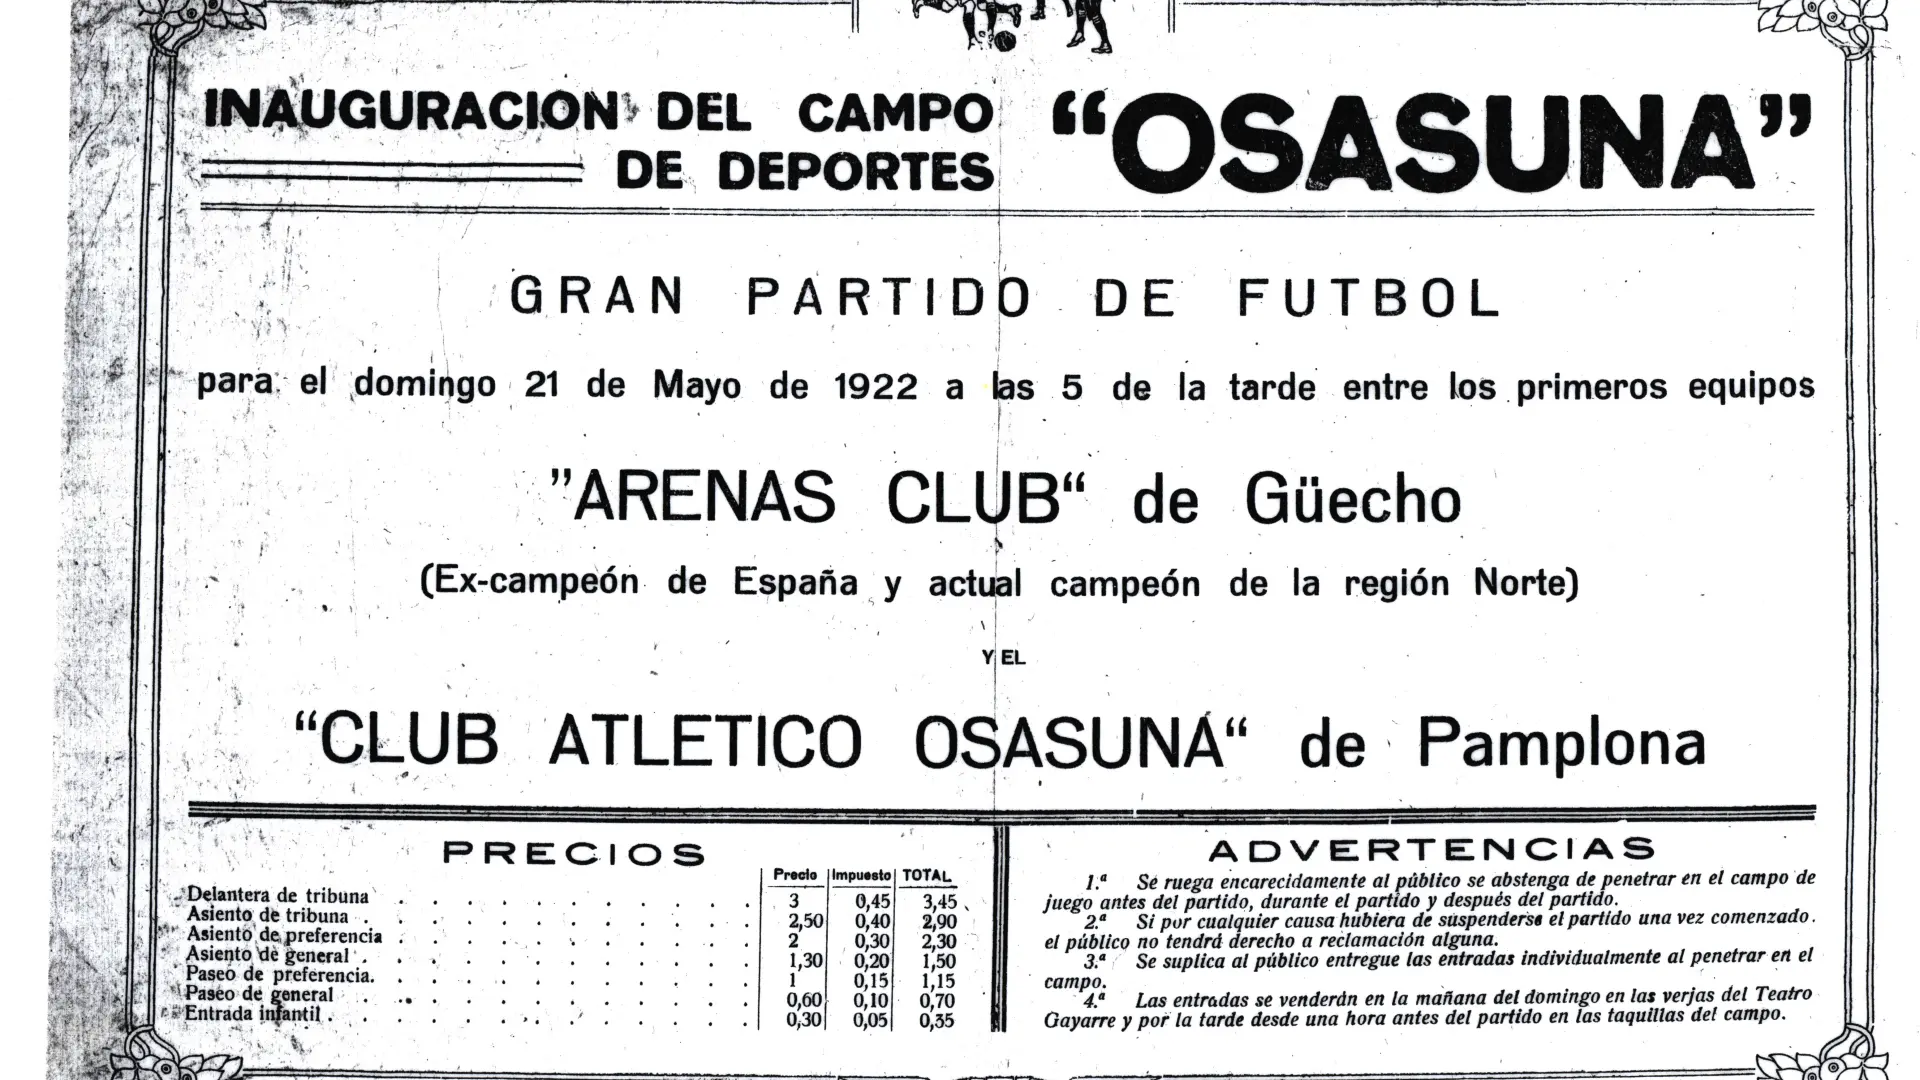 INAUGURACION DEL CAMPO "OSASUNA"
DE DEPORTES
GRAN PARTIDO DE FUTBOL
para el domingo 21 de Mayo de 1922 a las 5 de la tarde entre los primeros equipos
"ARENAS CLUB" de Güecho
(Ex-campeón de España y actual campeón de la región Norte)
Y EL
"CLUB ATLETICO OSASUNA" de Pamplona
PRECIOS
Precio Impuesto TOTAL
Delantera de tribuna . . . . . . . . . . . 3 0,45 3,45
Asiento de tribuna . . . . . . . . . . . . 2,50 0,40 2,90
Asiento de preferencia . . . . . . . . . . . 2 0,30 2,30
Asiento de general . . . . . . . . . . . . 1,30 0,20 1,50
Paseo de preferencia. . . . . . . . . . . . 1 0,15 1,15
Paseo de general . . . . . . . . . . . . 0,60 0,10 0,70
Entrada infantil . . . . . . . . . . . . . 0,30 0,05 0,35
ADVERTENCIAS
1.ª Se ruega encarecidamente al público se abstenga de penetrar en el campo de
juego antes del partido, durante el partido y después del partido.
2.ª Si por cualquier causa hubiera de suspenderse el partido una vez comenzado.
el público no tendrá derecho a reclamación alguna.
3.ª Se suplica al público entregue las entradas individualmente al penetrar en el
campo.
4.ª Las entradas se venderán en la mañana del domingo en las verjas del Teatro
Gayarre y por la tarde desde una hora antes del partido en las taquillas del campo.